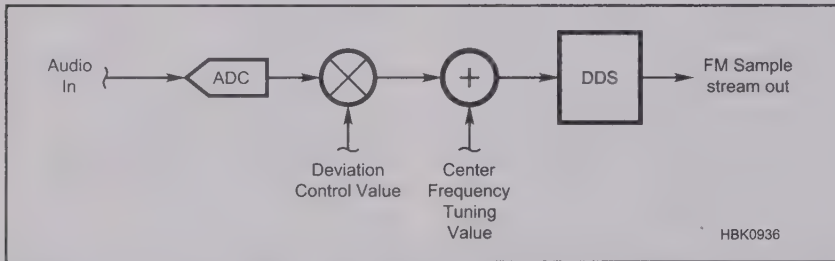 Audio
In
ADC
DDS
FM Sample
stream out
+
Deviation
Control Value
Center
Frequency
Tuning
Value
HBK0936